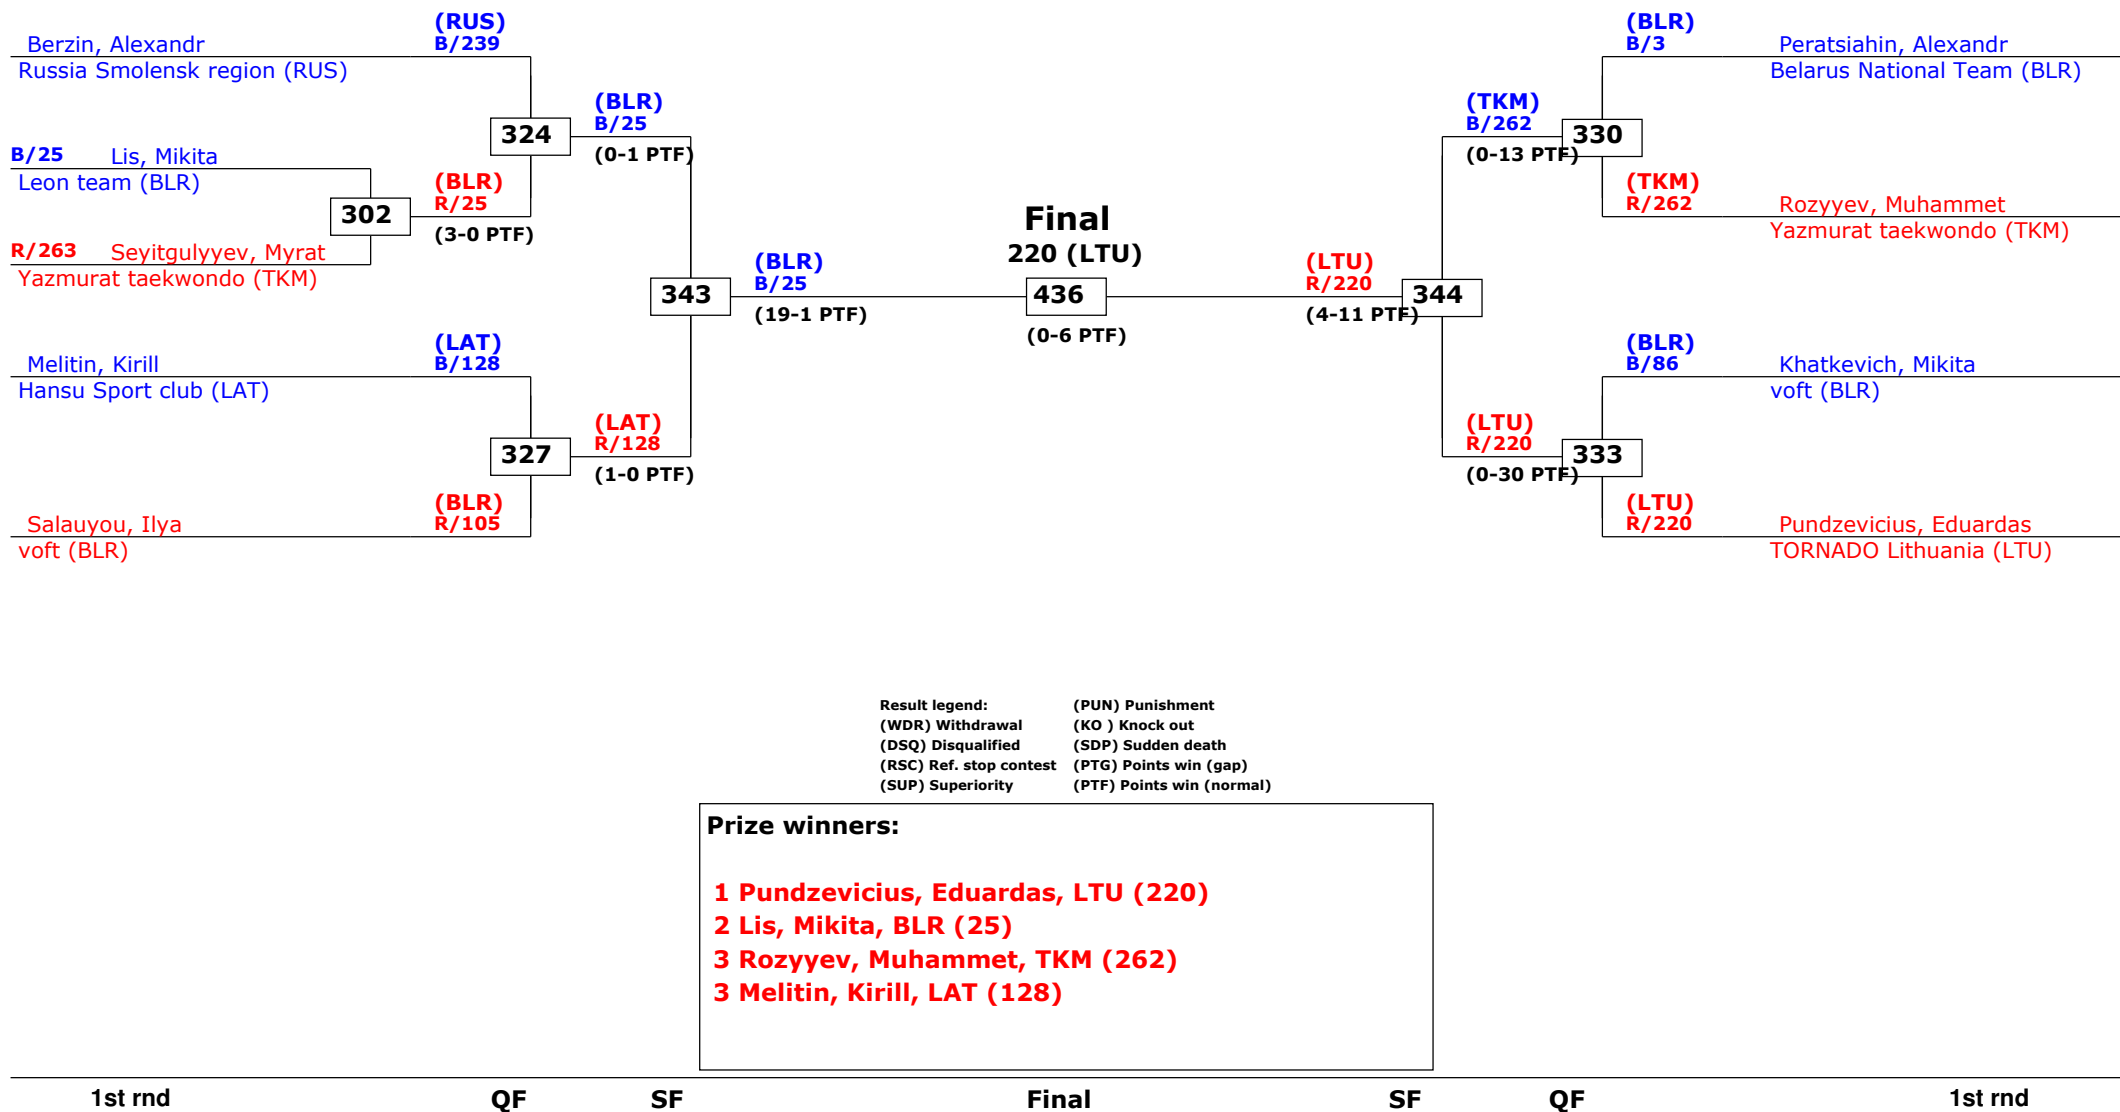 (RUS)
B/239
Berzin, Alexandr
Russia Smolensk region (RUS)
324
(BLR)
B/25
(0-1 PTF)
B/25 Lis, Mikita
Leon team (BLR)
302
(BLR)
R/25
(3-0 PTF)
R/263 Seyitgulyyev, Myrat
Yazmurat taekwondo (TKM)
343
(BLR)
B/25
(19-1 PTF)
(LAT)
B/128
Melitin, Kirill
Hansu Sport club (LAT)
327
(LAT)
R/128
(1-0 PTF)
(BLR)
R/105
Salauyou, Ilya
voft (BLR)
Final
220 (LTU)
436
(0-6 PTF)
(LTU)
R/220
(4-11 PTF)
344
(TKM)
B/262
(0-13 PTF)
330
(BLR)
B/3
Peratsiahin, Alexandr
Belarus National Team (BLR)
(TKM)
R/262
Rozyyev, Muhammet
Yazmurat taekwondo (TKM)
(LTU)
R/220
(0-30 PTF)
333
(BLR)
B/86
Khatkevich, Mikita
voft (BLR)
(LTU)
R/220
Pundzevicius, Eduardas
TORNADO Lithuania (LTU)
Result legend: (PUN) Punishment
(WDR) Withdrawal (KO ) Knock out
(DSQ) Disqualified (SDP) Sudden death
(RSC) Ref. stop contest (PTG) Points win (gap)
(SUP) Superiority (PTF) Points win (normal)
Prize winners:
1 Pundzevicius, Eduardas, LTU (220)
2 Lis, Mikita, BLR (25)
3 Rozyyev, Muhammet, TKM (262)
3 Melitin, Kirill, LAT (128)
1st rnd QF SF Final SF QF 1st rnd